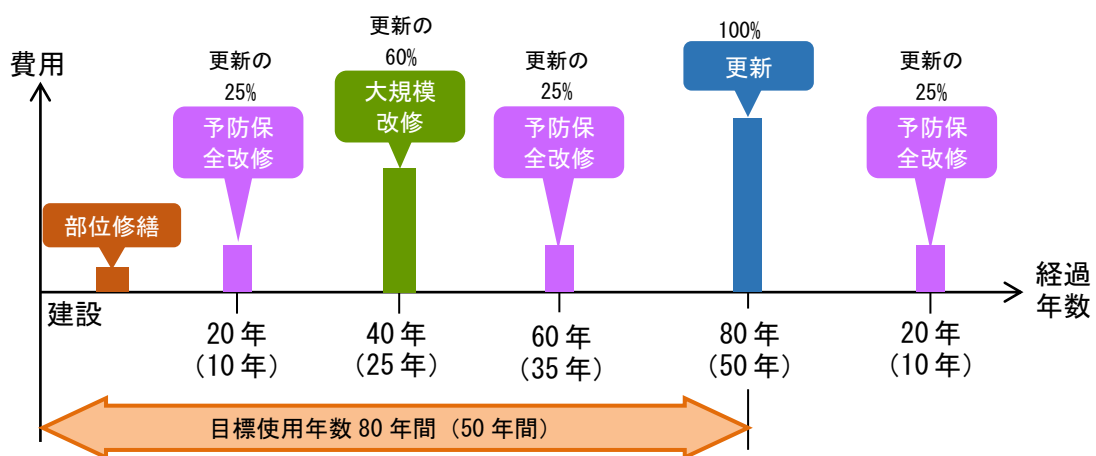 費用
部位修繕
建設
更新の
25%
予防保
全改修
更新の
60%
大規模
改修
更新の
25%
予防保
全改修
100%
更新
更新の
25%
予防保
全改修
経過
年数
20年
(10年)
40年
(25年)
60年
(35年)
80年
(50年)
20年
(10年)
目標使用年数80年間（50年間）